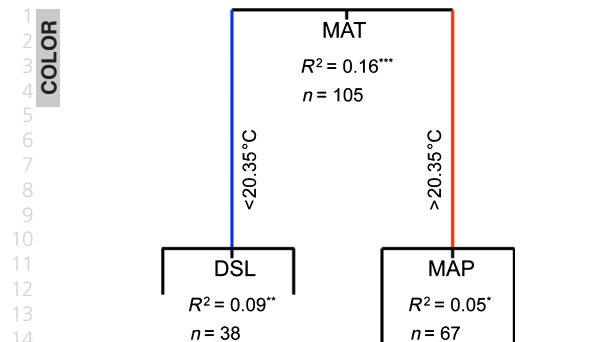 1
2
3
4
5
6
7
8
9
10
11
12
13
14
COLOR
MAT
R² = 0.16***
n = 105
<20.35°C
>20.35°C
DSL
R² = 0.09**
n = 38
MAP
R² = 0.05*
n = 67